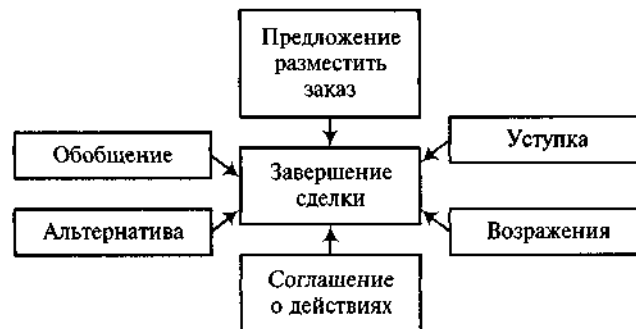 Предложение
разместить
заказ
Обобщение
Уступка
Завершение
сделки
Альтернатива
Возражения
Соглашение
о действиях